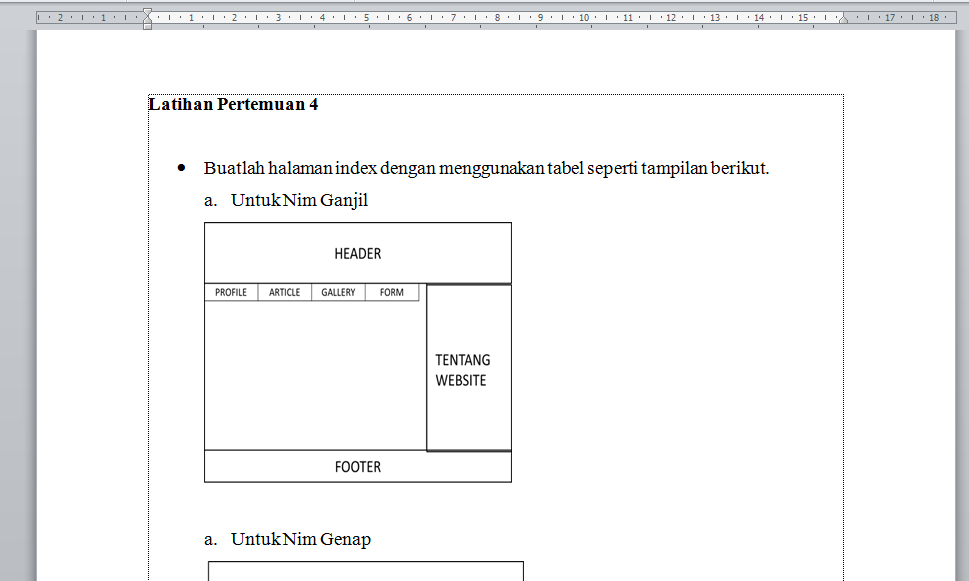 2 1 1 2 3 4 5 6 7 8 9 10 11 12 13 14 15 17 18
Latihan Pertemuan 4
• Buatlah halaman index dengan menggunakan tabel seperti tampilan berikut.
a. Untuk Nim Ganjil
HEADER
PROFILE ARTICLE GALLERY FORM
TENTANG
WEBSITE
FOOTER
a. Untuk Nim Genap